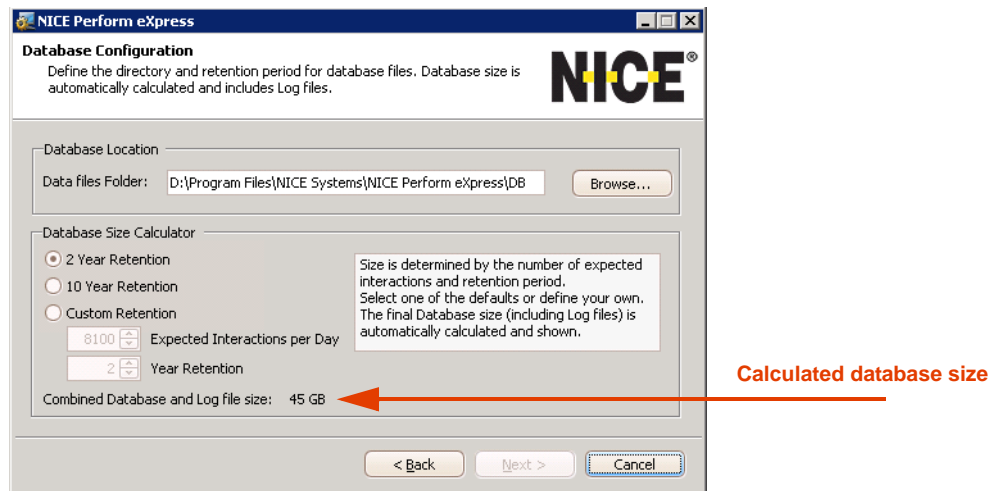 NICE Perform eXpress
Database Configuration
Define the directory and retention period for database files. Database size is
automatically calculated and includes Log files.
NICE®
Database Location
Data files Folder: D:\Program Files\NICE Systems\NICE Perform eXpress\DB Browse...
Database Size Calculator
2 Year Retention
10 Year Retention
Custom Retention
8100 Expected Interactions per Day
2 Year Retention
Size is determined by the number of expected
interactions and retention period.
Select one of the defaults or define your own.
The final Database size (including Log files) is
automatically calculated and shown.
Combined Database and Log file size: 45 GB
Calculated database size
< Back Next > Cancel